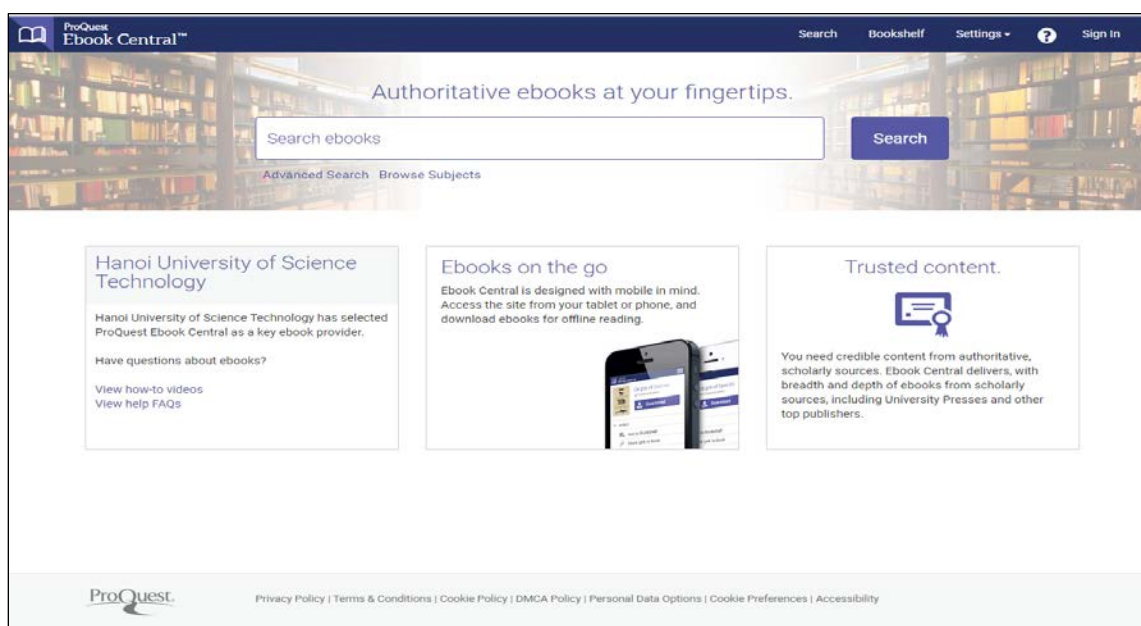 ProQuest
Ebook Central™
Search
Bookshelf
Settings
?
Sign In
Authoritative ebooks at your fingertips.
Search ebooks
Search
Advanced Search Browse Subjects
Hanoi University of Science
Technology
Hanoi University of Science Technology has selected
ProQuest Ebook Central as a key ebook provider.
Have questions about ebooks?
View how-to videos
View help FAQs
Ebooks on the go
Ebook Central is designed with mobile in mind.
Access the site from your tablet or phone, and
download ebooks for offline reading.
Trusted content.
You need credible content from authoritative,
scholarly sources. Ebook Central delivers, with
breadth and depth of ebooks from scholarly
sources, including University Presses and other
top publishers.
ProQuest.
Privacy Policy | Terms & Conditions | Cookie Policy | DMCA Policy | Personal Data Options | Cookie Preferences | Accessibility